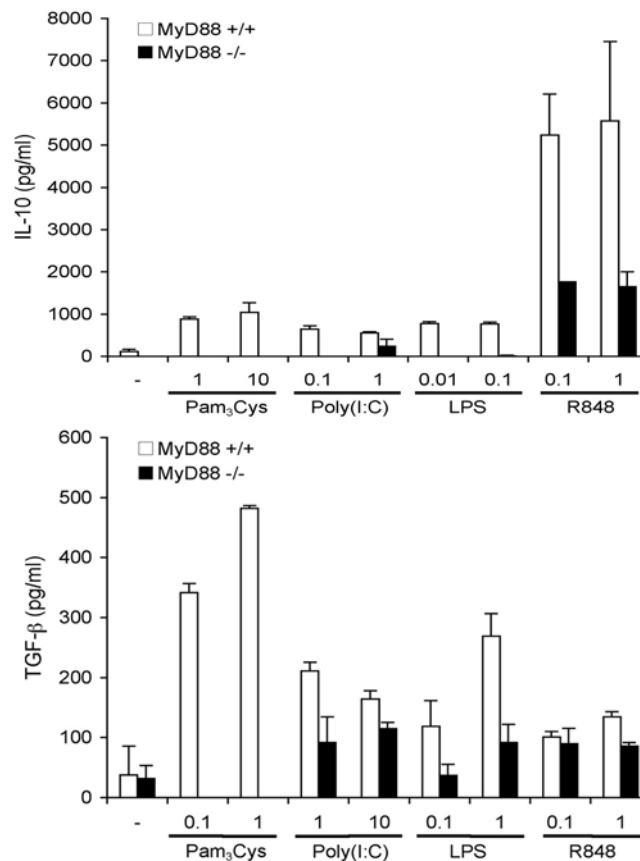 MyD88 +/+
MyD88 -/-
IL-10 (pg/ml)
8000
7000
6000
5000
4000
3000
2000
1000
0
- 1 10 0.1 1 0.01 0.1 0.1 1
Pam₃Cys Poly(I:C) LPS R848
MyD88 +/+
MyD88 -/-
TGF-β (pg/ml)
600
500
400
300
200
100
0
- 0.1 1 1 10 0.1 1 0.1 1
Pam₃Cys Poly(I:C) LPS R848